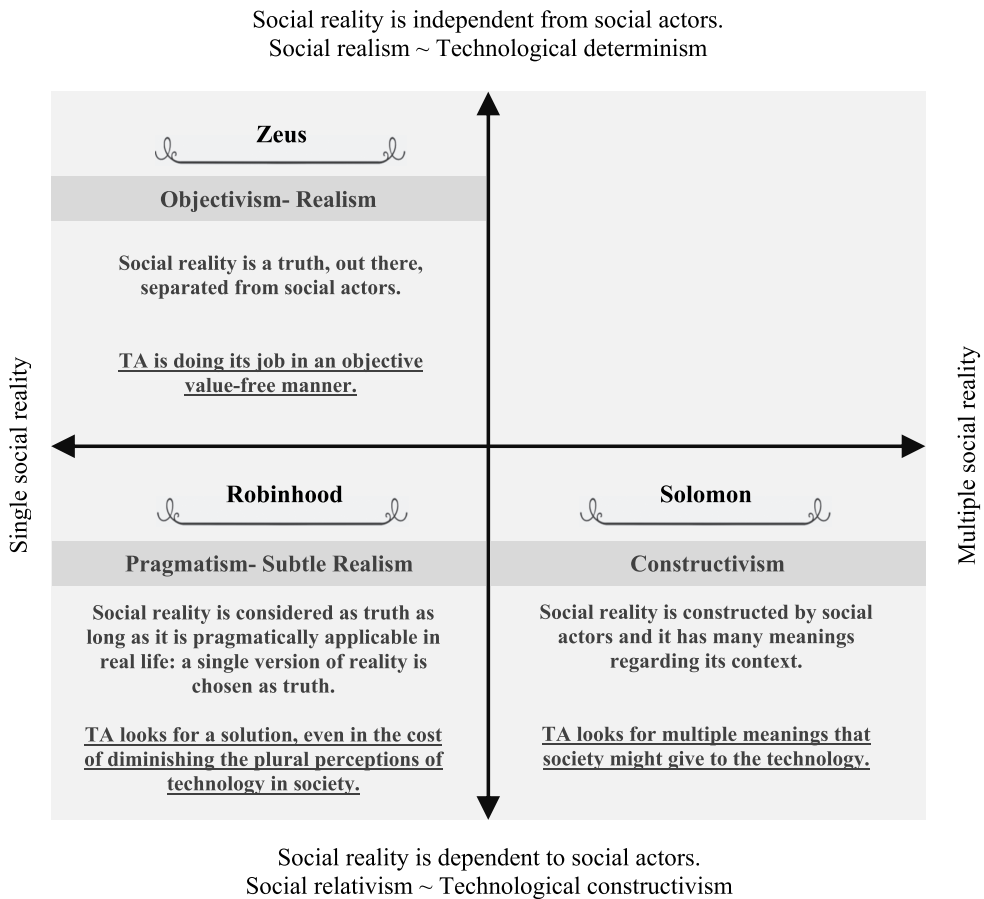 Social reality is independent from social actors.
Social realism ~ Technological determinism
Zeus
Objectivism- Realism
Social reality is a truth, out there,
separated from social actors.
TA is doing its job in an objective
value-free manner.
Single social reality
Multiple social reality
Robinhood
Pragmatism- Subtle Realism
Social reality is considered as truth as
long as it is pragmatically applicable in
real life: a single version of reality is
chosen as truth.
TA looks for a solution, even in the cost
of diminishing the plural perceptions of
technology in society.
Solomon
Constructivism
Social reality is constructed by social
actors and it has many meanings
regarding its context.
TA looks for multiple meanings that
society might give to the technology.
Social reality is dependent to social actors.
Social relativism ~ Technological constructivism